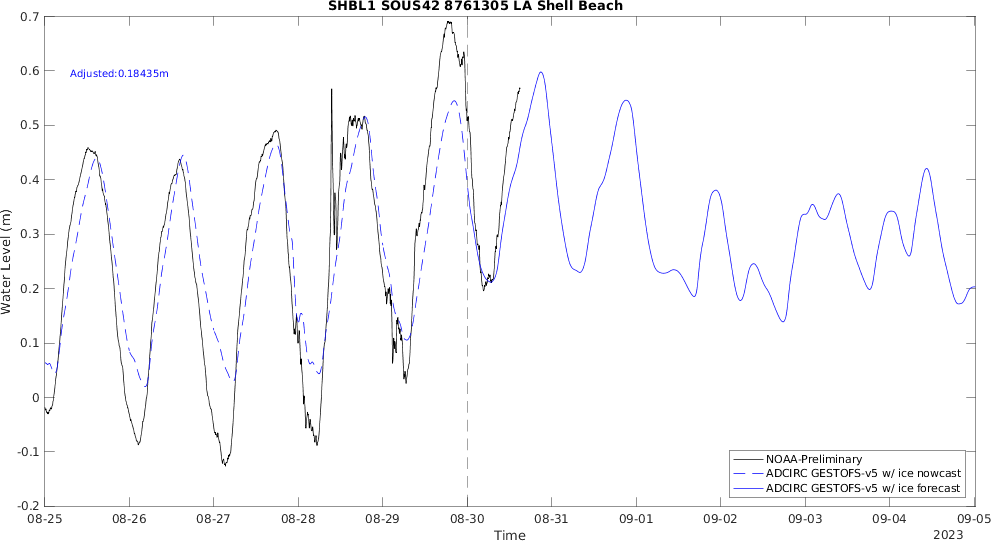 SHBL1 SOUS42 8761305 LA Shell Beach
0.7
0.6
0.5
0.4
0.3
0.2
0.1
0
-0.1
-0.2
Water Level (m)
Adjusted:0.18435m
NOAA-Preliminary
ADCIRC GESTOFS-v5 w/ ice nowcast
ADCIRC GESTOFS-v5 w/ ice forecast
08-25 08-26 08-27 08-28 08-29 08-30 08-31 09-01 09-02 09-03 09-04 09-05
Time
2023